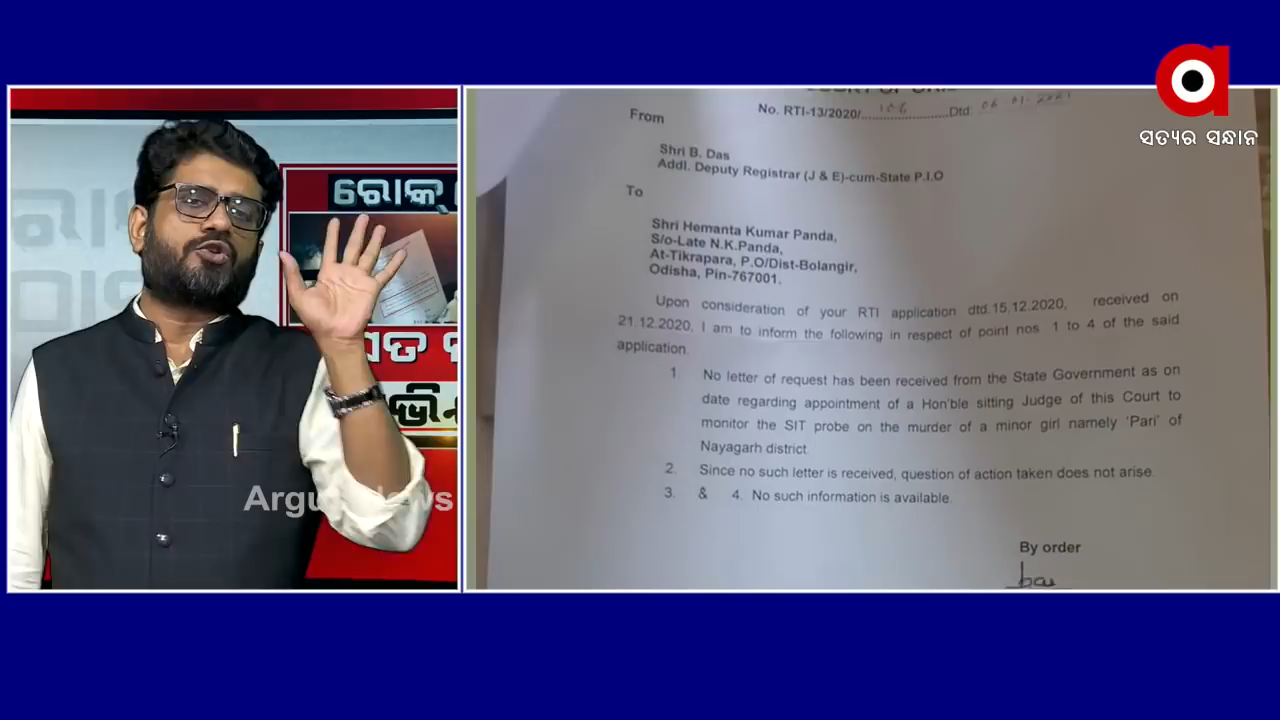 ସତ୍ୟର ସନ୍ଧାନ
ରୋକ୍
Argus News
No. RTI-13/2020/ 106 Dtd 06 01-2021
From
Shri B. Das
Addl. Deputy Registrar (J & E)-cum-State P.I.O
To
Shri Hemanta Kumar Panda,
S/o-Late N.K.Panda,
At-Tikrapara, P.O/Dist-Bolangir,
Odisha, Pin-767001.
Upon consideration of your RTI application dtd.15.12.2020, received on
21.12.2020, I am to inform the following in respect of point nos. 1 to 4 of the said
application.
1. No letter of request has been received from the State Government as on
date regarding appointment of a Hon'ble sitting Judge of this Court to
monitor the SIT probe on the murder of a minor girl namely 'Pari' of
Nayagarh district.
2. Since no such letter is received, question of action taken does not arise.
3. & 4. No such information is available.
By order